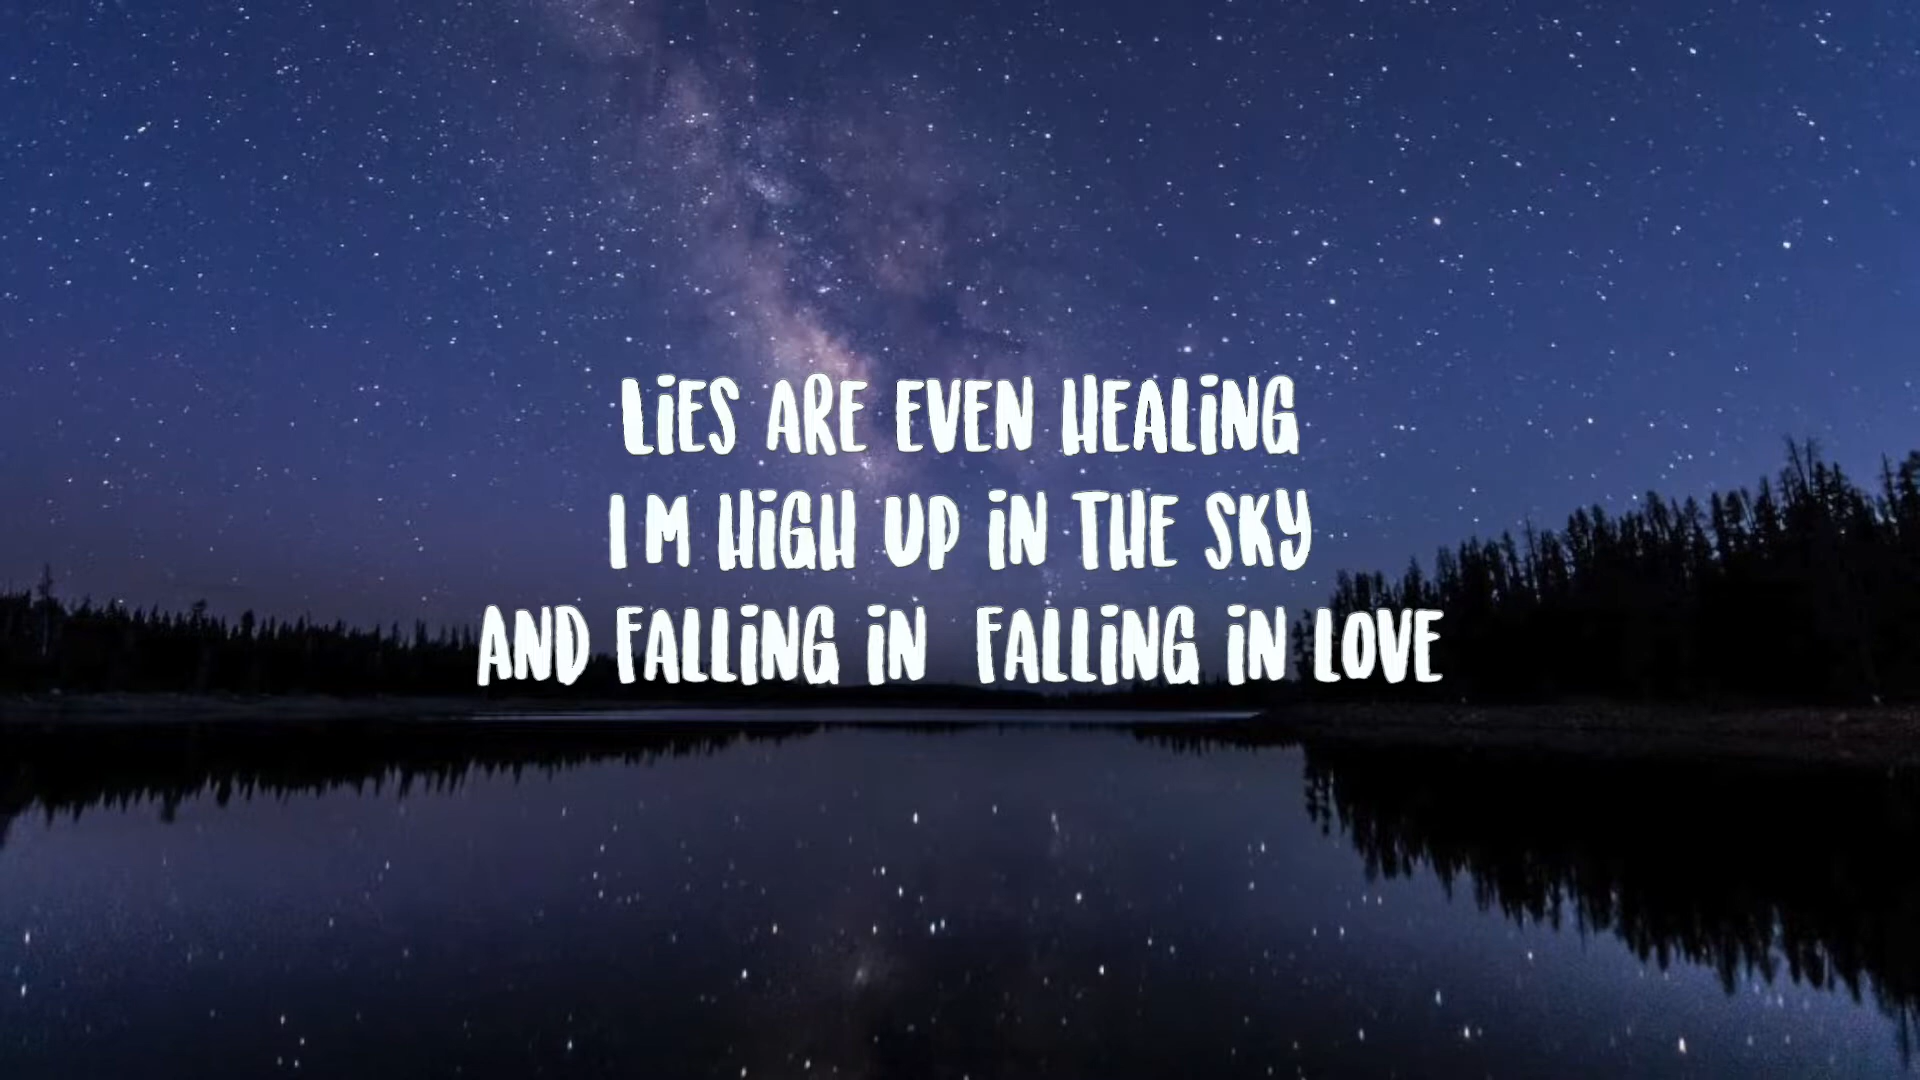 LiES ARE EVEN HEALiNG
I M HiGH UP iN THE SKY
AND FALLiNG iN  FALLiNG iN LOVE